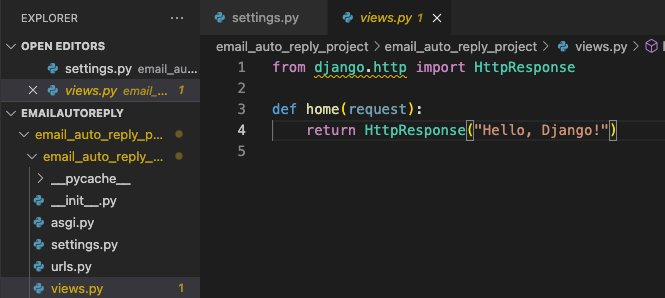 EXPLORER ...
settings.py
views.py 1
OPEN EDITORS
settings.py email_au...
views.py email_... 1
EMAILAUTOREPLY
email_auto_reply_p...
email_auto_reply_...
__pycache__
__init__.py
asgi.py
settings.py
urls.py
views.py 1
email_auto_reply_project > email_auto_reply_project > views.py >
1 from django.http import HttpResponse
2
3 def home(request):
4     return HttpResponse("Hello, Django!")
5